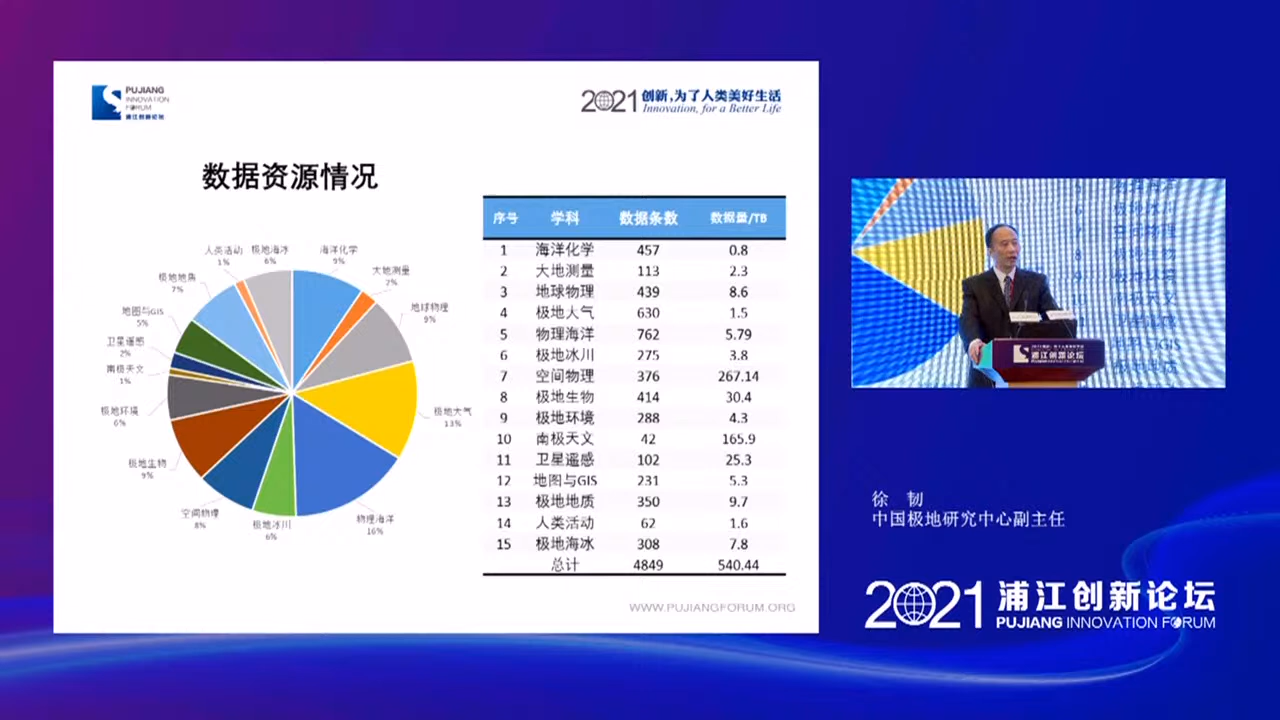 PUJIANG
INNOVATION
FORUM
浦江创新论坛
2021 创新,为了人类美好生活
Innovation, for a Better Life
数据资源情况
人类活动
1%
极地海冰
6%
海洋化学
9%
大地测量
2%
地球物理
9%
极地大气
13%
物理海洋
16%
极地冰川
6%
空间物理
8%
极地生物
9%
极地环境
6%
南极天文
1%
卫星遥感
2%
地图与GIS
5%
极地地质
7%
序号 学科 数据条数 数据量/TB
1 海洋化学 457 0.8
2 大地测量 113 2.3
3 地球物理 439 8.6
4 极地大气 630 1.5
5 物理海洋 762 5.79
6 极地冰川 275 3.8
7 空间物理 376 267.14
8 极地生物 414 30.4
9 极地环境 288 4.3
10 南极天文 42 165.9
11 卫星遥感 102 25.3
12 地图与GIS 231 5.3
13 极地地质 350 9.7
14 人类活动 62 1.6
15 极地海冰 308 7.8
总计 4849 540.44
WWW.PUJIANGFORUM.ORG
浦江创新论坛
徐 韧
中国极地研究中心副主任
2021 浦江创新论坛
PUJIANG INNOVATION FORUM